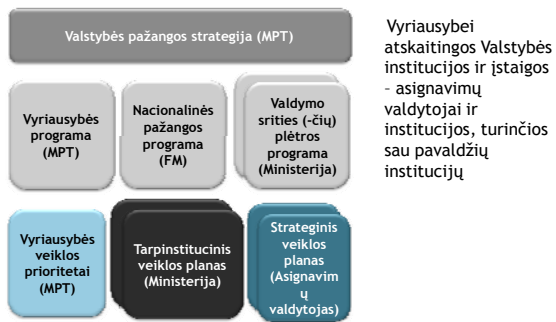 Valstybės pažangos strategija (MPT)
Vyriausybės
programa
(MPT)
Nacionalinės
pažangos
programa
(FM)
Valdymo
srities (-čių)
plėtros
programa
(Ministerija)
Vyriausybės
veiklos
prioritetai
(MPT)
Tarpinstitucinis
veiklos planas
(Ministerija)
Strateginis
veiklos
planas
(Asignavim
ų
valdytojas)
Vyriausybei
atskaitingos Valstybės
institucijos ir įstaigos
– asignavimų
valdytojai ir
institucijos, turinčios
sau pavaldžių
institucijų